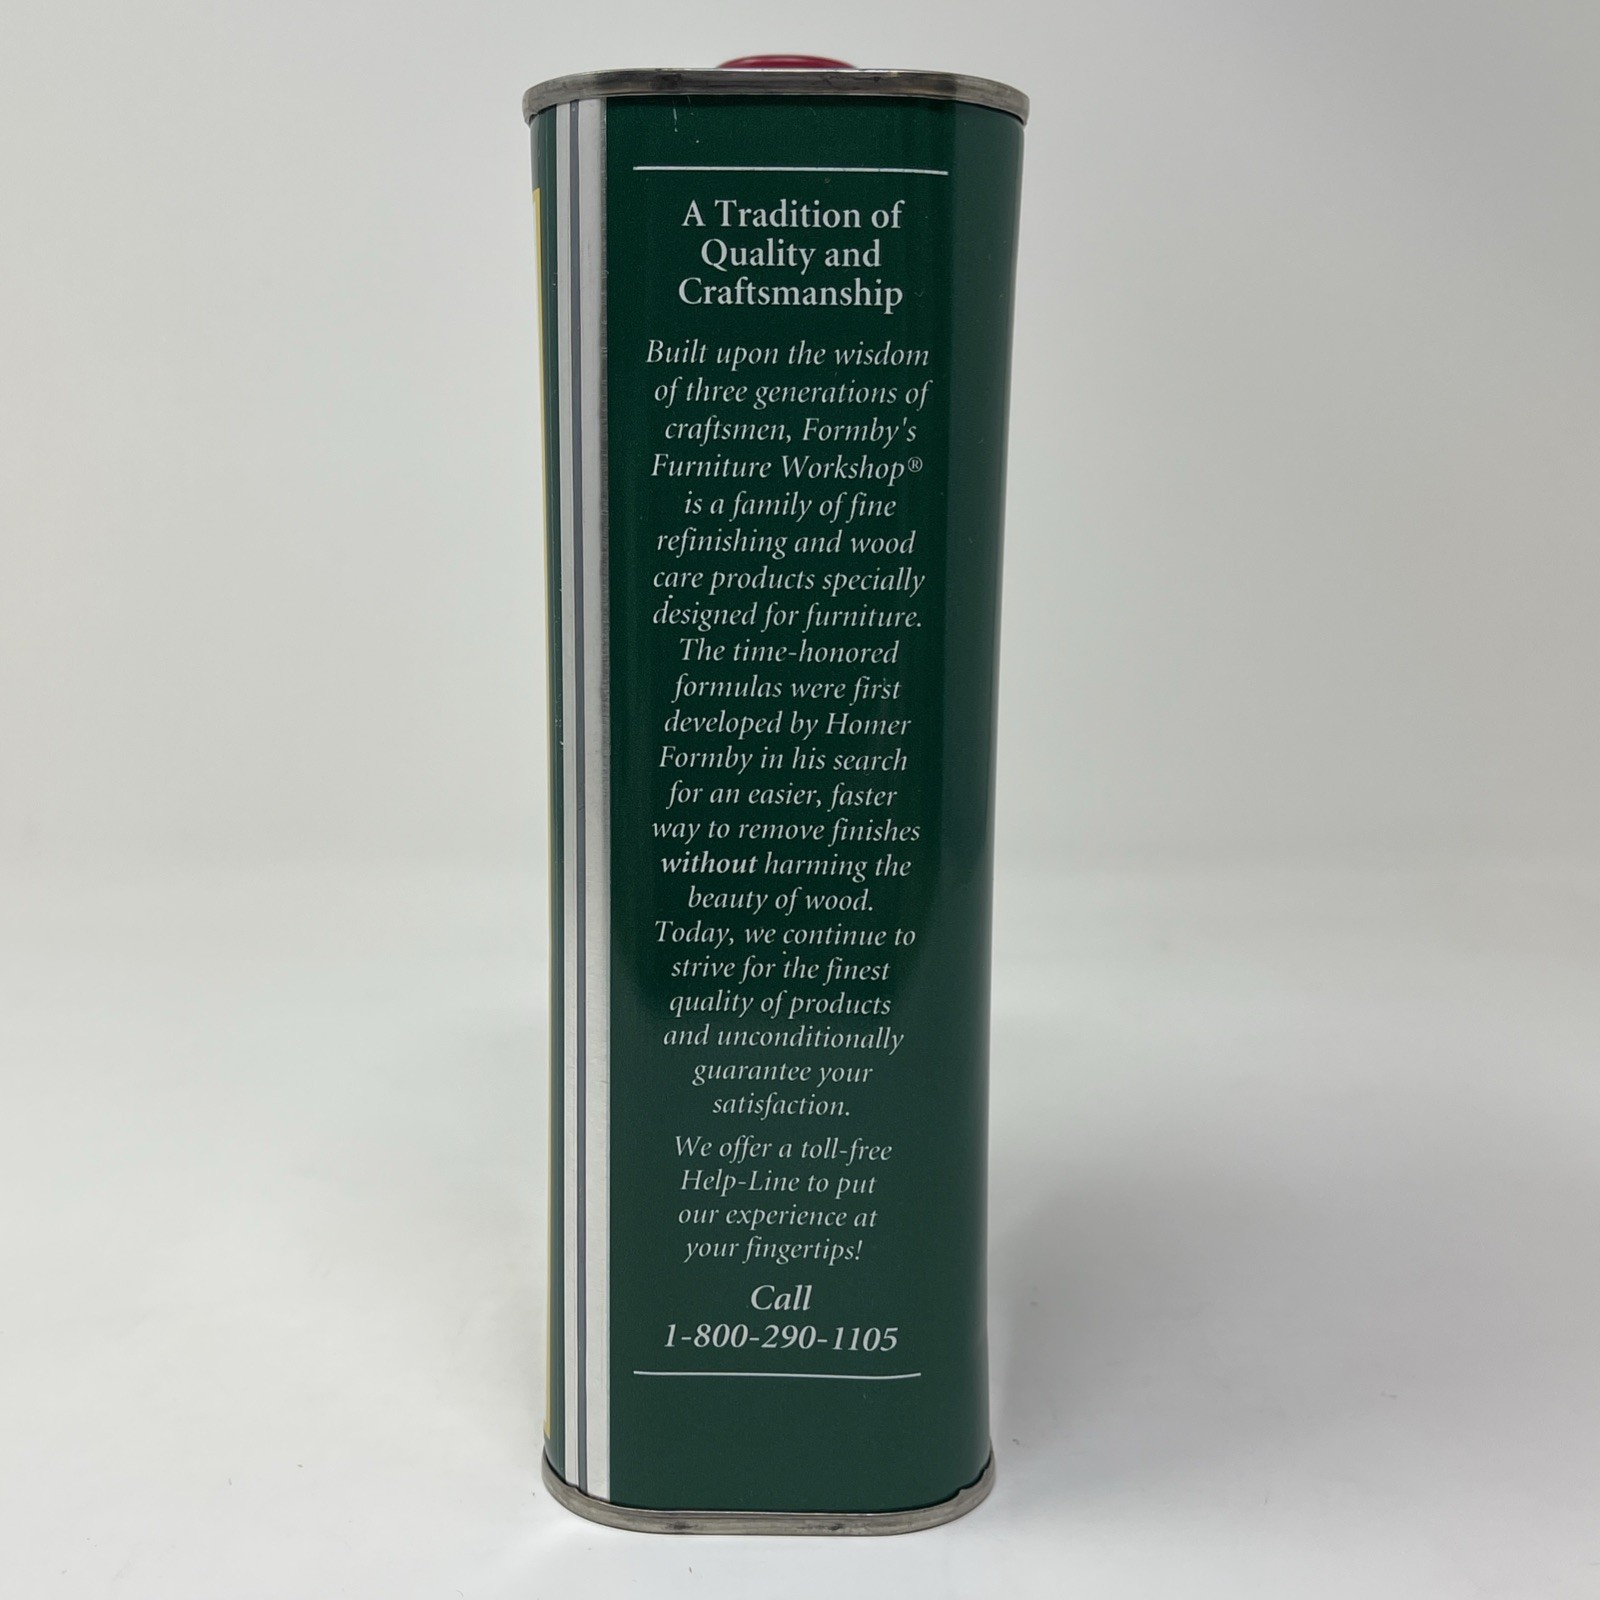 A Tradition of
Quality and
Craftsmanship
Built upon the wisdom
of three generations of
craftsmen, Formby's
Furniture Workshop®
is a family of fine
refinishing and wood
care products specially
designed for furniture.
The time-honored
formulas were first
developed by Homer
Formby in his search
for an easier, faster
way to remove finishes
without harming the
beauty of wood.
Today, we continue to
strive for the finest
quality of products
and unconditionally
guarantee your
satisfaction.
We offer a toll-free
Help-Line to put
our experience at
your fingertips!
Call
1-800-290-1105